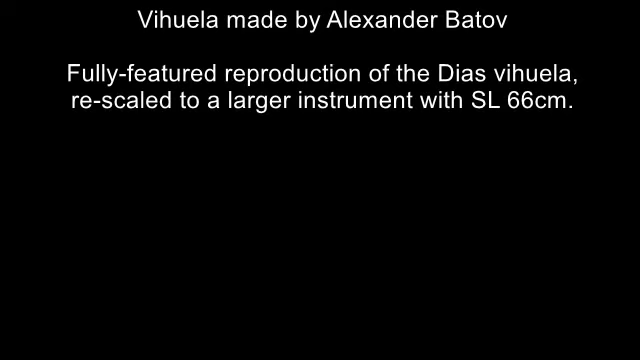 Vihuela made by Alexander Batov
Fully-featured reproduction of the Dias vihuela,
re-scaled to a larger instrument with SL 66cm.